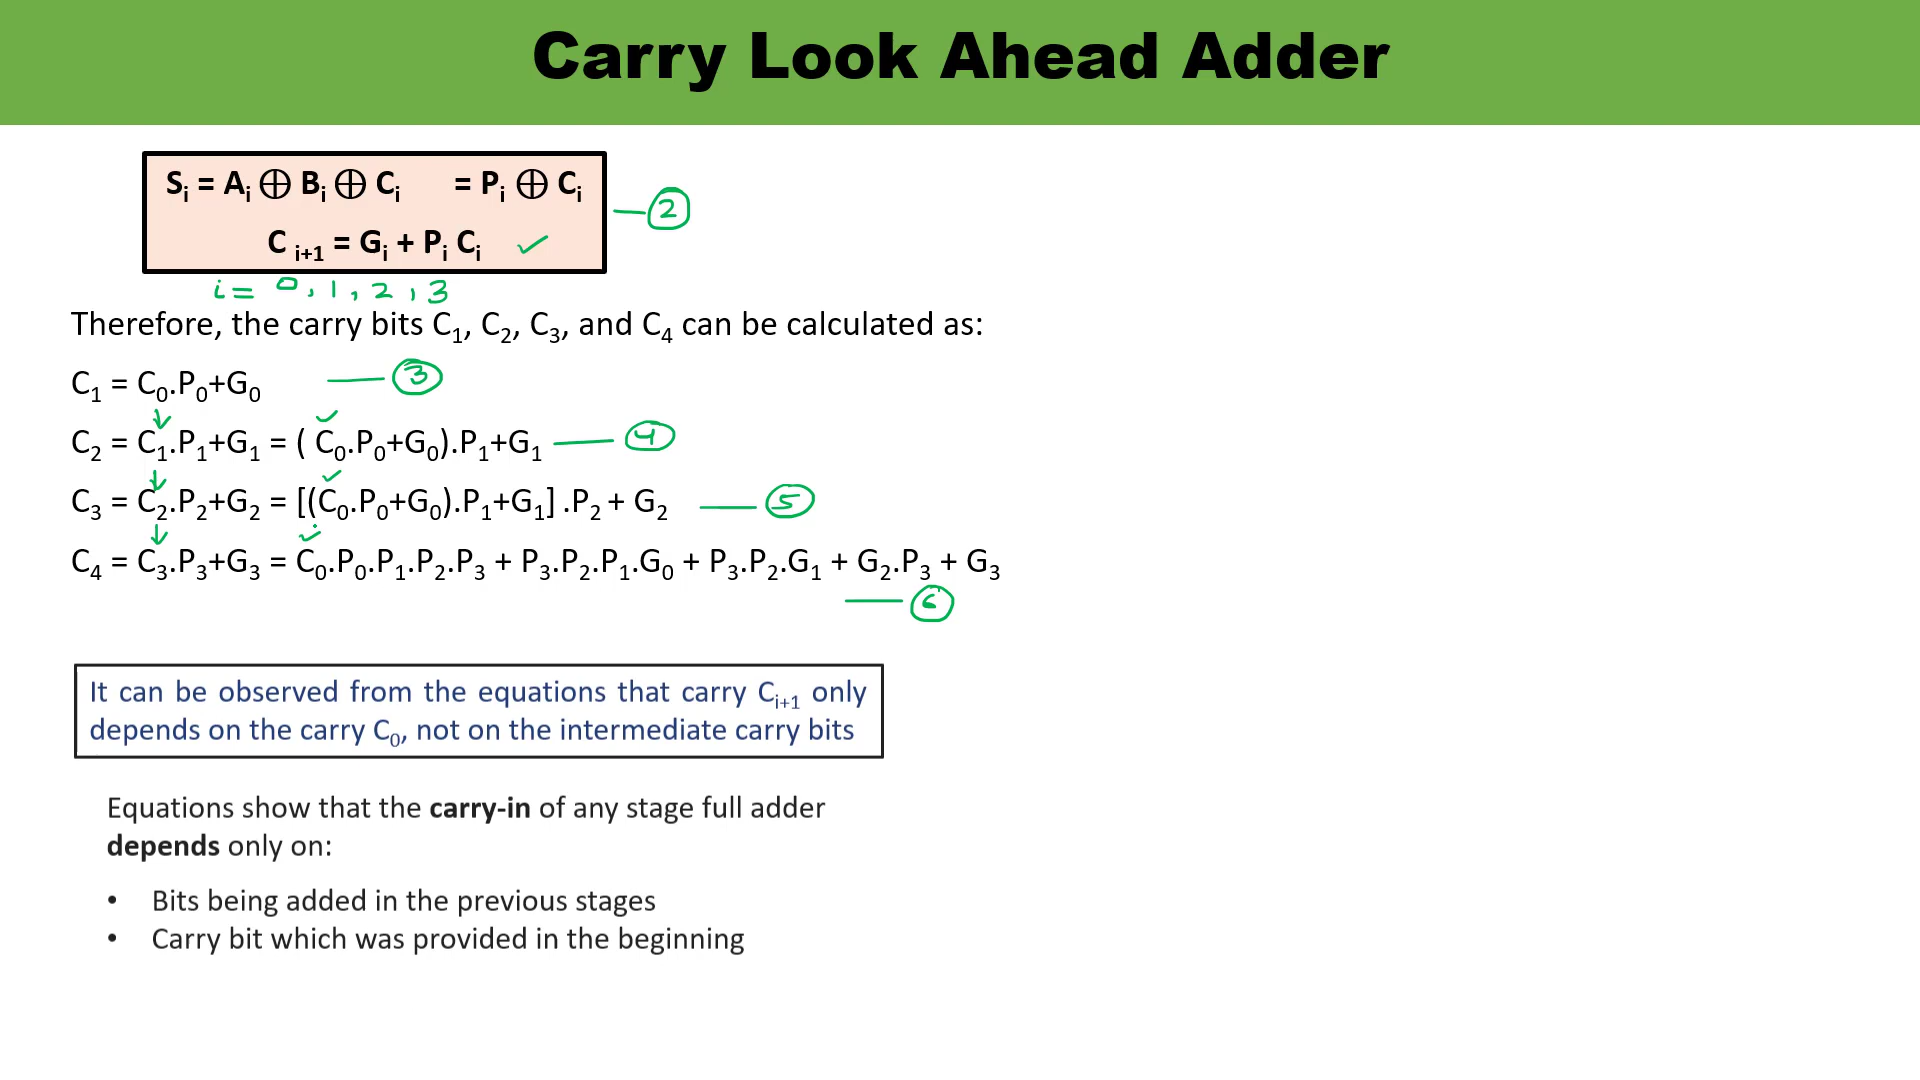 Carry Look Ahead Adder
Sᵢ = Aᵢ ⊕ Bᵢ ⊕ Cᵢ = Pᵢ ⊕ Cᵢ
— ②
C ᵢ₊₁ = Gᵢ + Pᵢ Cᵢ ✓
i = 0, 1, 2, 3
Therefore, the carry bits C₁, C₂, C₃, and C₄ can be calculated as:
C₁ = C₀.P₀+G₀ — ③
C₂ = C₁.P₁+G₁ = ( C₀.P₀+G₀).P₁+G₁ — ④
C₃ = C₂.P₂+G₂ = [(C₀.P₀+G₀).P₁+G₁] .P₂ + G₂ — ⑤
C₄ = C₃.P₃+G₃ = C₀.P₀.P₁.P₂.P₃ + P₃.P₂.P₁.G₀ + P₃.P₂.G₁ + G₂.P₃ + G₃
— ⑥
It can be observed from the equations that carry Cᵢ₊₁ only
depends on the carry C₀, not on the intermediate carry bits
Equations show that the carry-in of any stage full adder
depends only on:
• Bits being added in the previous stages
• Carry bit which was provided in the beginning